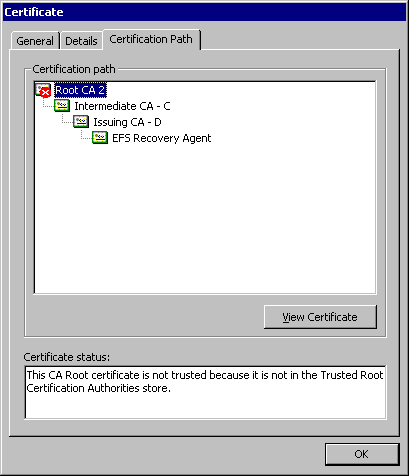 Certificate
General Details Certification Path
Certification path
Root CA 2
Intermediate CA - C
Issuing CA - D
EFS Recovery Agent
View Certificate
Certificate status:
This CA Root certificate is not trusted because it is not in the Trusted Root
Certification Authorities store.
OK